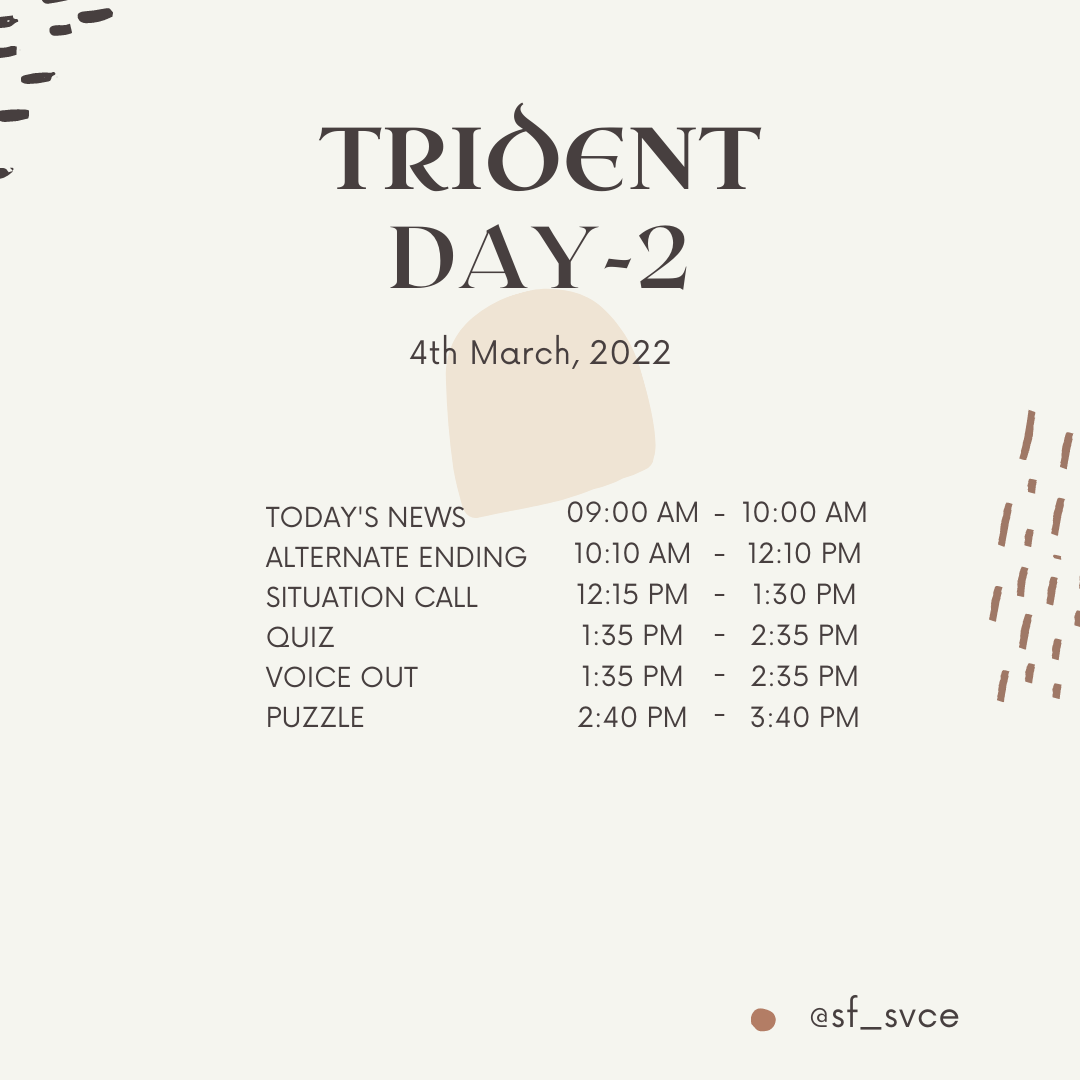 TRIDENT
DAY-2
4th March, 2022
TODAY'S NEWS 09:00 AM - 10:00 AM
ALTERNATE ENDING 10:10 AM - 12:10 PM
SITUATION CALL 12:15 PM - 1:30 PM
QUIZ 1:35 PM - 2:35 PM
VOICE OUT 1:35 PM - 2:35 PM
PUZZLE 2:40 PM - 3:40 PM
@sf_svce